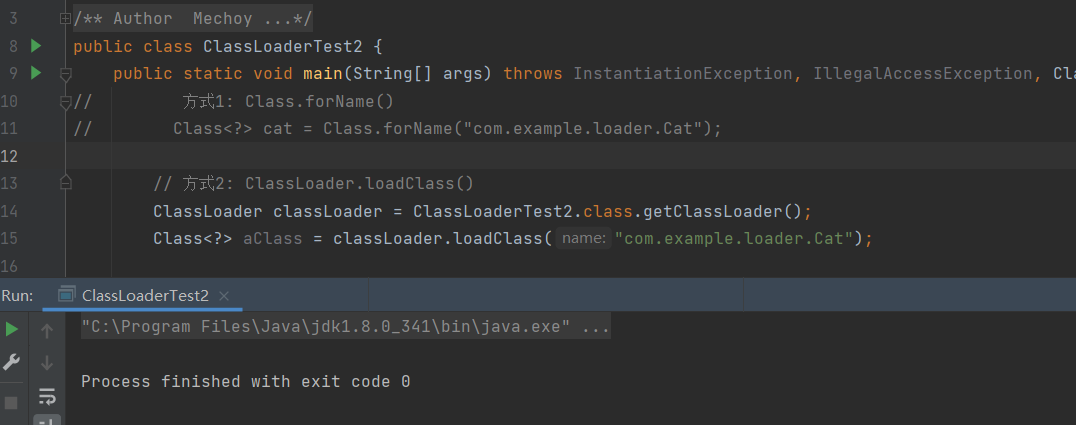 3 /** Author  Mechoy ...*/
8 public class ClassLoaderTest2 {
9 public static void main(String[] args) throws InstantiationException, IllegalAccessException, Cl
10 //         方式1: Class.forName()
11 //        Class<?> cat = Class.forName("com.example.loader.Cat");
12
13 // 方式2: ClassLoader.loadClass()
14 ClassLoader classLoader = ClassLoaderTest2.class.getClassLoader();
15 Class<?> aClass = classLoader.loadClass( name: "com.example.loader.Cat");
16
Run: ClassLoaderTest2 ×
"C:\Program Files\Java\jdk1.8.0_341\bin\java.exe" ...
Process finished with exit code 0